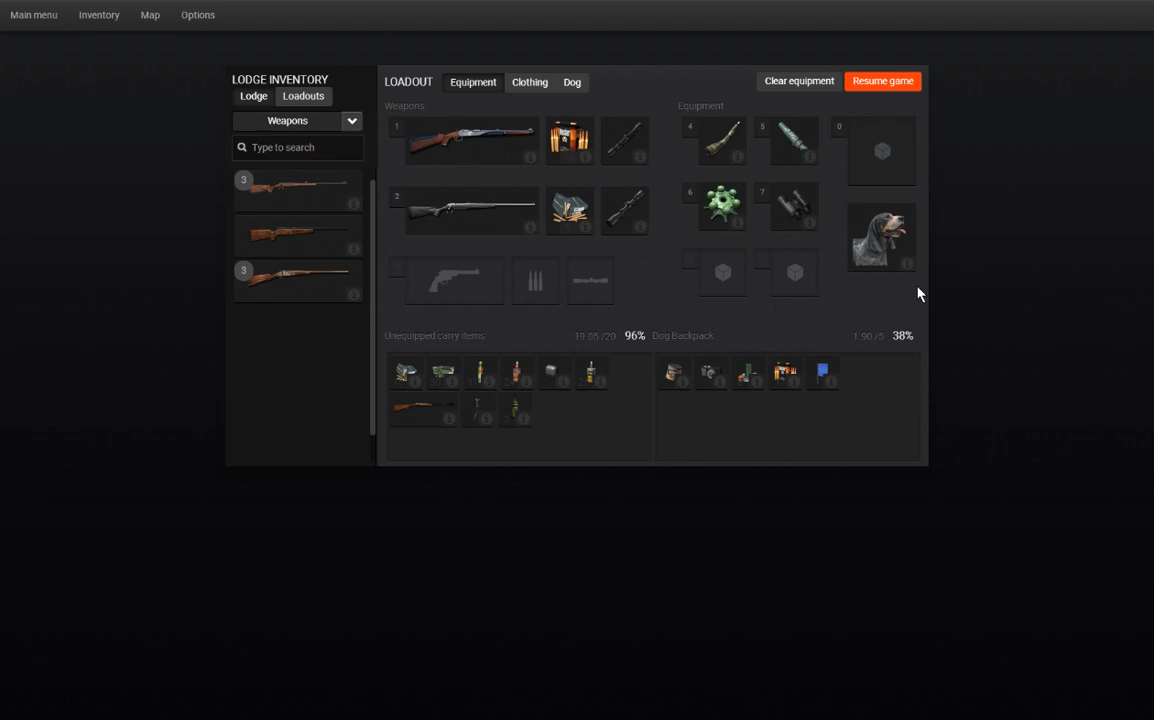 Main menu Inventory Map Options
LODGE INVENTORY
Lodge Loadouts
Weapons
Type to search
3
3
LOADOUT Equipment Clothing Dog Clear equipment Resume game
Weapons Equipment
1 4 5 0
2 6 7
Unequipped carry items 19.05 /20 96% Dog Backpack 1.90 /5 38%